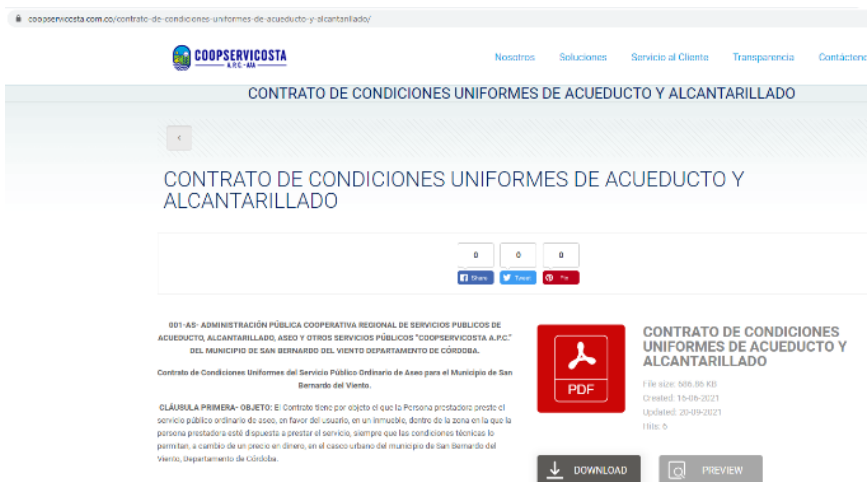 coopservicosta.com.co/contrato-de-condiciones-uniformes-de-acueducto-y-alcantarillado/
COOPSERVICOSTA
A.P.C. - AAA
Nosotros Soluciones Servicio al Cliente Transparencia Contácteno
CONTRATO DE CONDICIONES UNIFORMES DE ACUEDUCTO Y ALCANTARILLADO
CONTRATO DE CONDICIONES UNIFORMES DE ACUEDUCTO Y
ALCANTARILLADO
0 0 0
Share Tweet Pin
001-AS- ADMINISTRACIÓN PÚBLICA COOPERATIVA REGIONAL DE SERVICIOS PUBLICOS DE
ACUEDUCTO, ALCANTARILLADO, ASEO Y OTROS SERVICIOS PÚBLICOS "COOPSERVICOSTA A.P.C."
DEL MUNICIPIO DE SAN BERNARDO DEL VIENTO DEPARTAMENTO DE CÓRDOBA.
Contrato de Condiciones Uniformes del Servicio Público Ordinario de Aseo para el Municipio de San
Bernardo del Viento.
CLÁUSULA PRIMERA- OBJETO: El Contrato tiene por objeto el que la Persona prestadora preste el
servicio público ordinario de aseo, en favor del usuario, en un inmueble, dentro de la zona en la que la
persona prestadora esté dispuesta a prestar el servicio, siempre que las condiciones técnicas lo
permitan, a cambio de un precio en dinero, en el casco urbano del municipio de San Bernardo del
Viento, Departamento de Córdoba.
PDF
CONTRATO DE CONDICIONES
UNIFORMES DE ACUEDUCTO Y
ALCANTARILLADO
File size: 686.86 KB
Created: 16-06-2021
Updated: 20-09-2021
Hits: 6
DOWNLOAD
PREVIEW